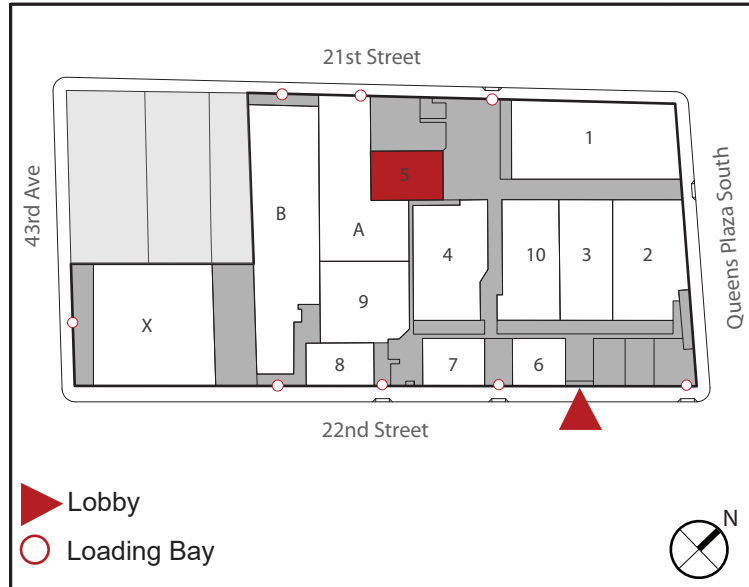 21st Street
43rd Ave
Queens Plaza South
1
5
B
A
4
10
3
2
9
X
8
7
6
22nd Street
Lobby
Loading Bay
N